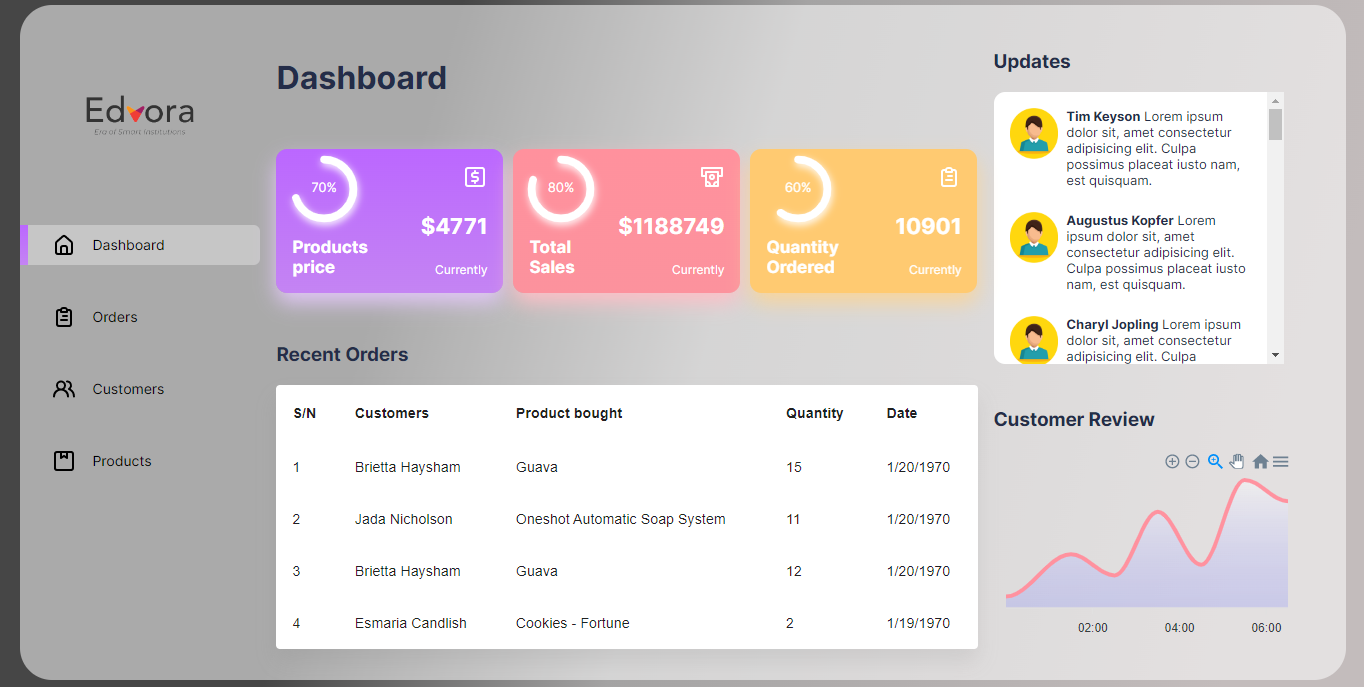 Edvora
Era of Smart Institutions
Dashboard
Orders
Customers
Products
Dashboard
70%
$4771
Products
price
Currently
80%
$1188749
Total
Sales
Currently
60%
10901
Quantity
Ordered
Currently
Recent Orders
S/N Customers Product bought Quantity Date
1 Brietta Haysham Guava 15 1/20/1970
2 Jada Nicholson Oneshot Automatic Soap System 11 1/20/1970
3 Brietta Haysham Guava 12 1/20/1970
4 Esmaria Candlish Cookies - Fortune 2 1/19/1970
Updates
Tim Keyson Lorem ipsum
dolor sit, amet consectetur
adipisicing elit. Culpa
possimus placeat iusto nam,
est quisquam.
Augustus Kopfer Lorem
ipsum dolor sit, amet
consectetur adipisicing elit.
Culpa possimus placeat iusto
nam, est quisquam.
Charyl Jopling Lorem ipsum
dolor sit, amet consectetur
adipisicing elit. Culpa
Customer Review
02:00 04:00 06:00